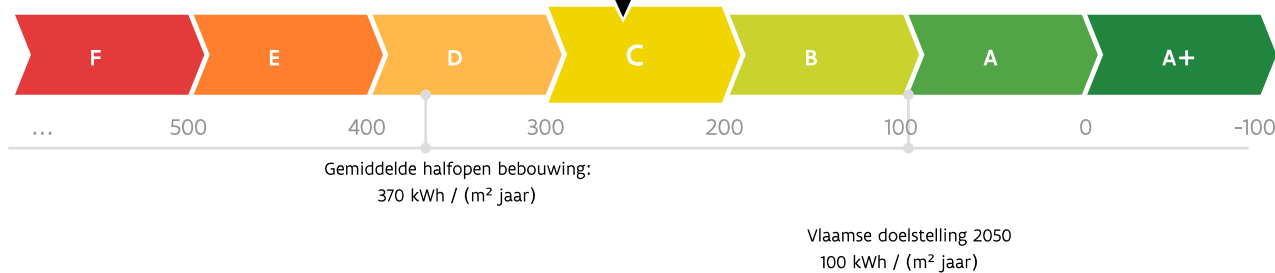 F E D C B A A+
... 500 400 300 200 100 0 -100
Gemiddelde halfopen bebouwing:
370 kWh / (m² jaar)
Vlaamse doelstelling 2050
100 kWh / (m² jaar)